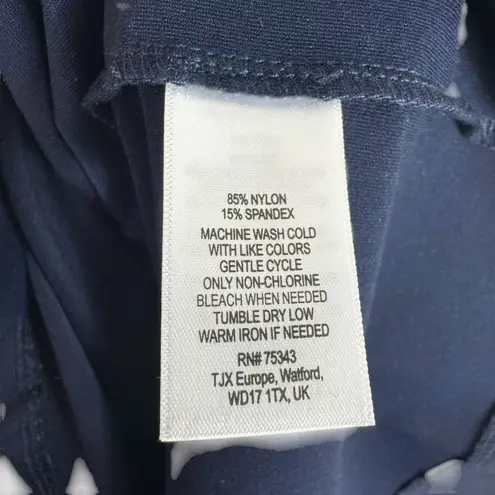 85% NYLON
15% SPANDEX
MACHINE WASH COLD
WITH LIKE COLORS
GENTLE CYCLE
ONLY NON-CHLORINE
BLEACH WHEN NEEDED
TUMBLE DRY LOW
WARM IRON IF NEEDED
RN# 75343
TJX Europe, Watford,
WD17 1TX, UK